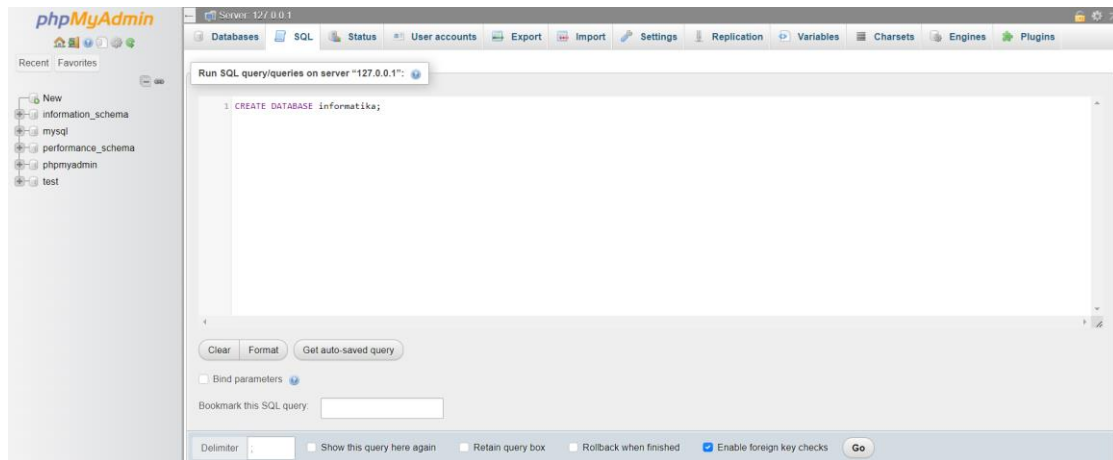 phpMyAdmin
Recent Favorites
New
information_schema
mysql
performance_schema
phpmyadmin
test
Server: 127.0.0.1
Databases SQL Status User accounts Export Import Settings Replication Variables Charsets Engines Plugins
Run SQL query/queries on server "127.0.0.1":
1 CREATE DATABASE informatika;
Clear Format Get auto-saved query
Bind parameters
Bookmark this SQL query:
Delimiter ; Show this query here again Retain query box Rollback when finished Enable foreign key checks Go